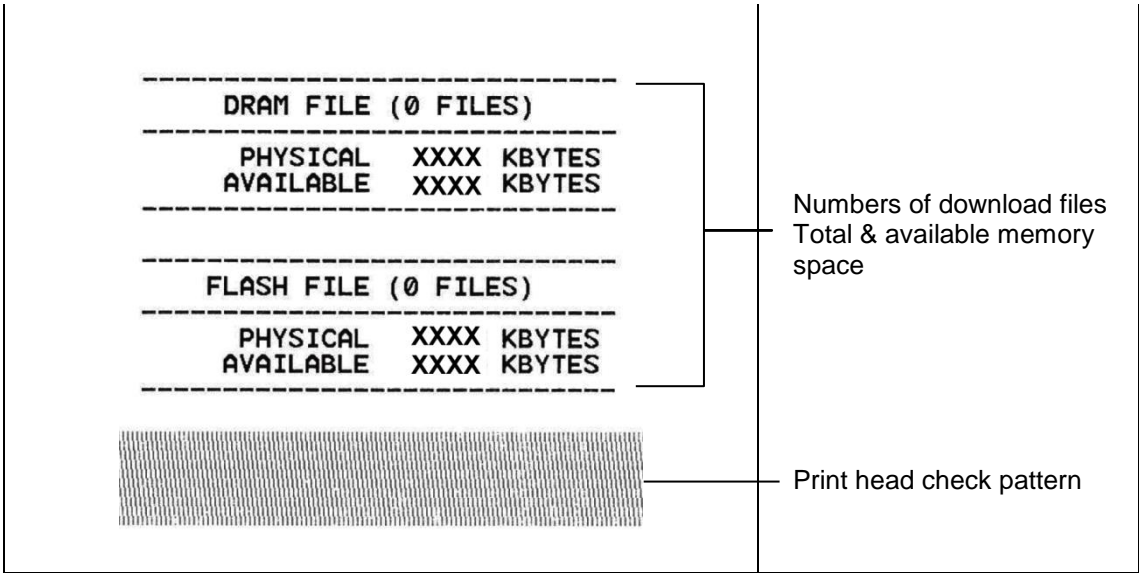 DRAM FILE (0 FILES)
PHYSICAL XXXX KBYTES
AVAILABLE XXXX KBYTES
FLASH FILE (0 FILES)
PHYSICAL XXXX KBYTES
AVAILABLE XXXX KBYTES
Numbers of download files
Total & available memory
space
Print head check pattern